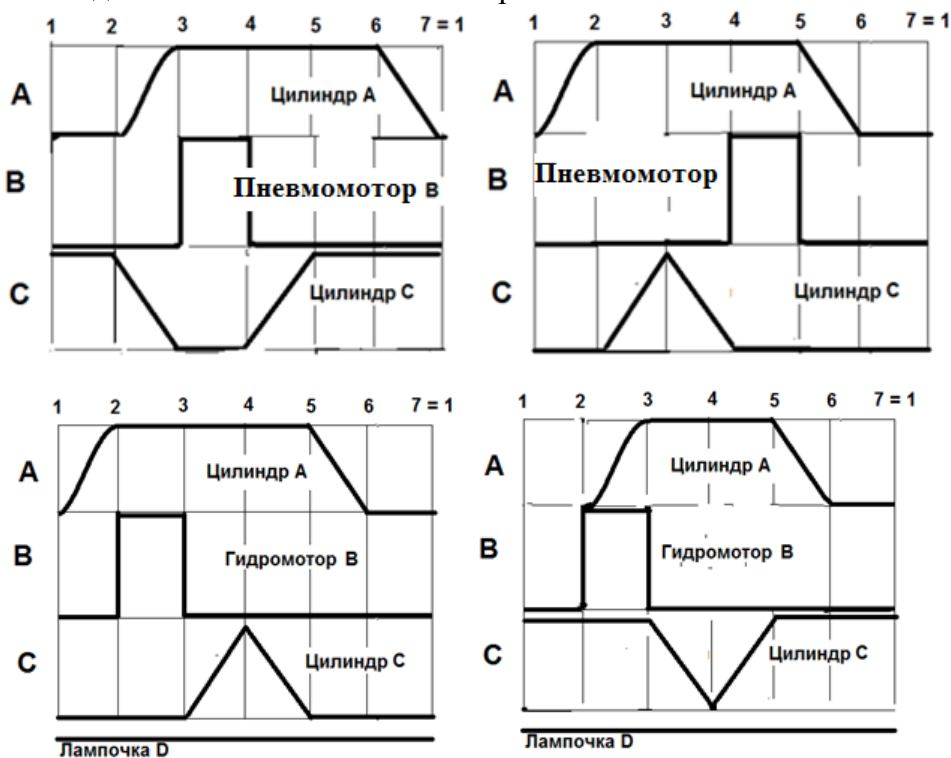 1 2 3 4 5 6 7 = 1
A
Цилиндр A
B
Пневмомотор B
C
Цилиндр C
1 2 3 4 5 6 7 = 1
A
Цилиндр A
B
Пневмомотор
C
Цилиндр C
1 2 3 4 5 6 7 = 1
A
Цилиндр A
B
Гидромотор B
C
Цилиндр C
Лампочка D
1 2 3 4 5 6 7 = 1
A
Цилиндр A
B
Гидромотор B
C
Цилиндр C
Лампочка D